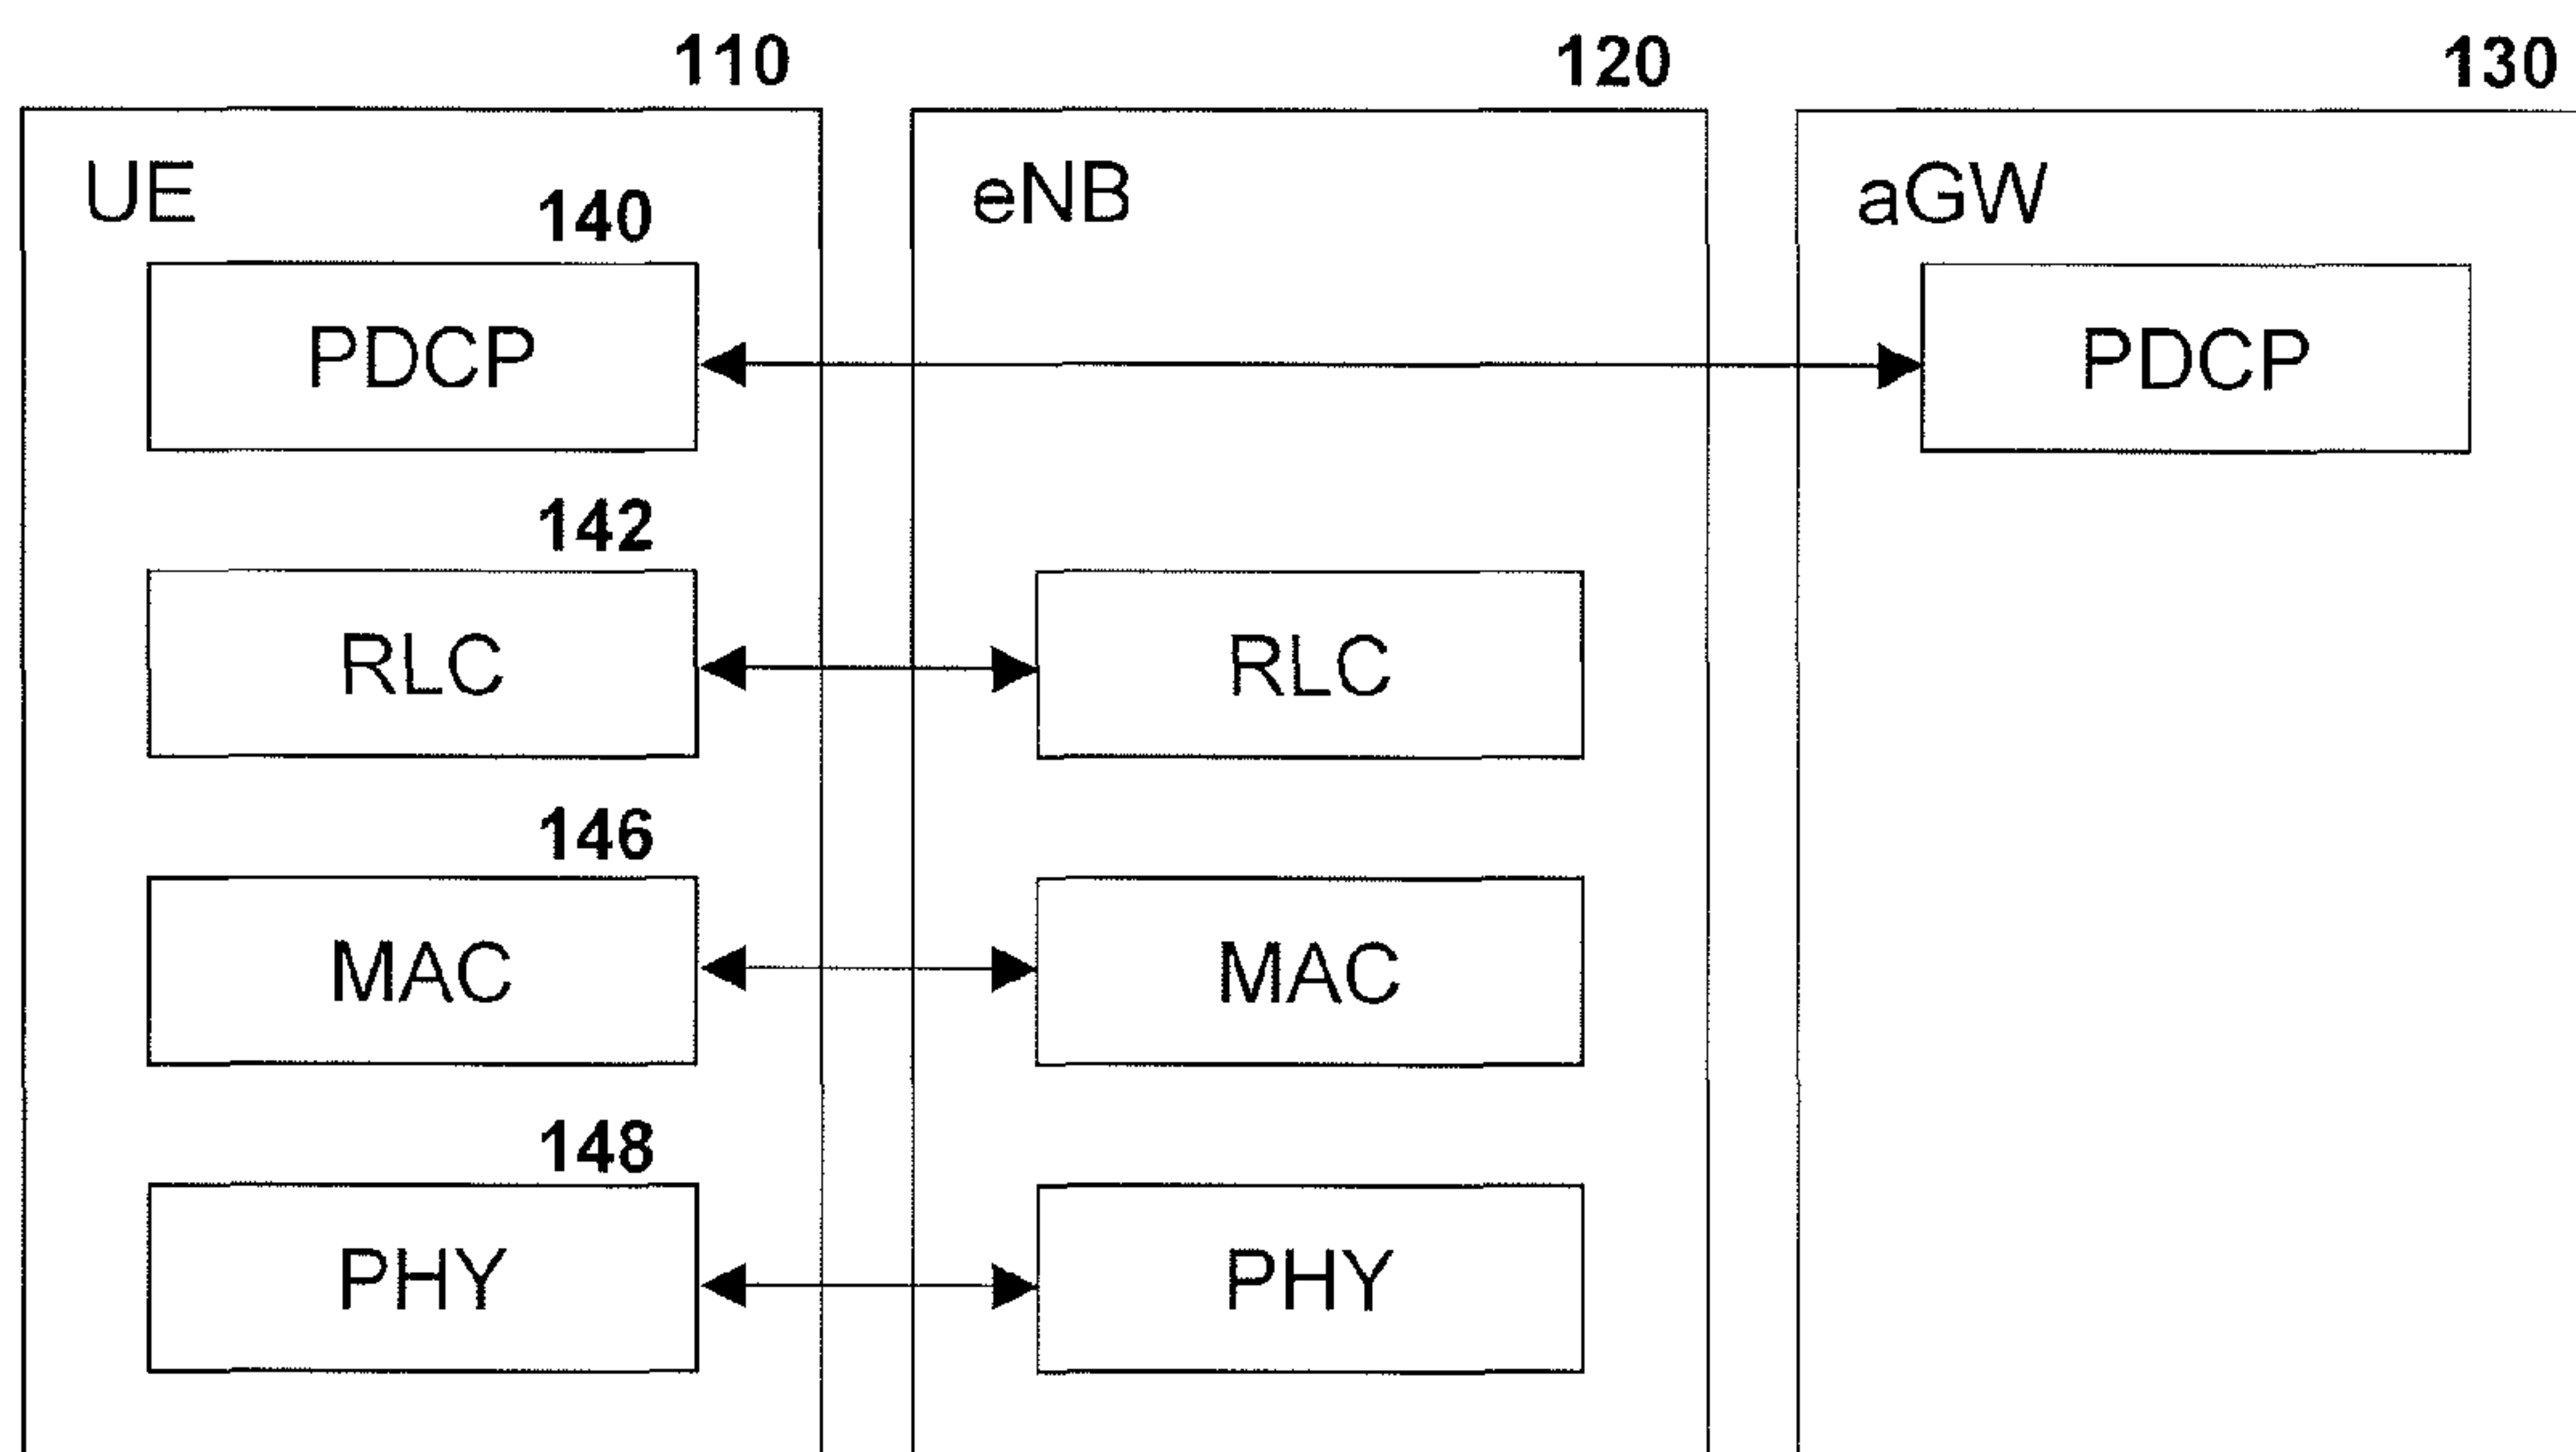 110 120 130
UE eNB aGW
140
PDCP PDCP
142
RLC RLC
146
MAC MAC
148
PHY PHY